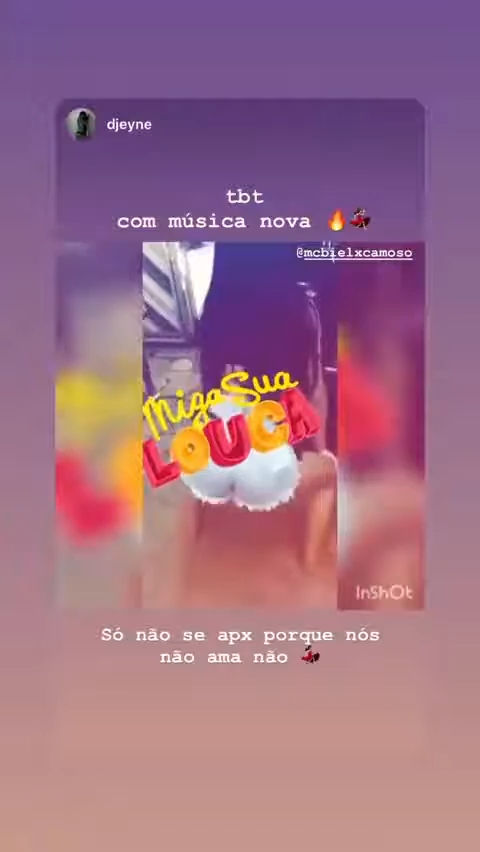 djeyne
tbt
com música nova 🔥💃
@mcbielxcamoso
Miga Sua
LOUCA
InShOt
Só não se apx porque nós
não ama não 💃